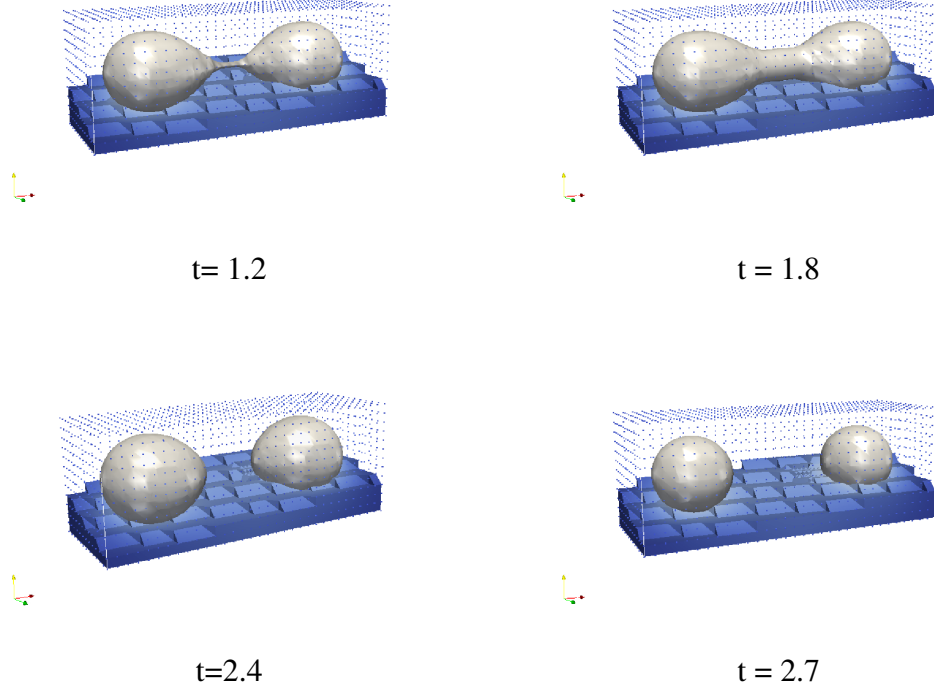 t= 1.2
t = 1.8
t=2.4
t = 2.7